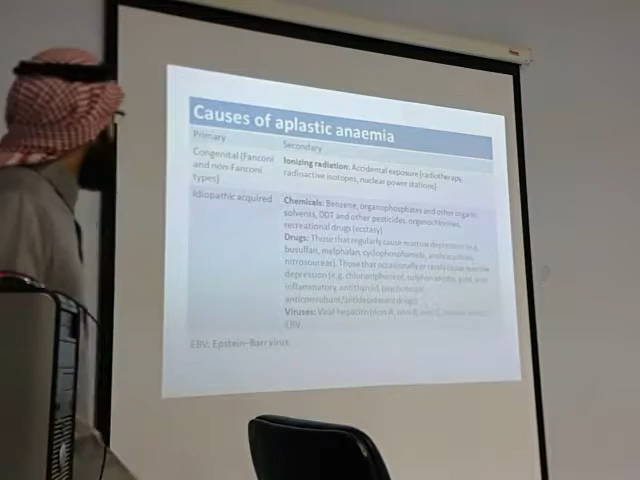 Causes of aplastic anaemia
Primary
Secondary
Congenital (Fanconi
and non-Fanconi
types)
Ionizing radiation: Accidental exposure (radiotherapy,
radioactive isotopes, nuclear power stations)
Idiopathic acquired
Chemicals: Benzene, organophosphates and other organic
solvents, DDT and other pesticides, organochlorines,
recreational drugs (ecstasy)
Drugs: Those that regularly cause marrow depression (e.g.
busulfan, melphalan, cyclophosphamide, anthracyclines,
nitrosoureas). Those that occasionally or rarely cause marrow
depression (e.g. chloramphenicol, sulphonamides, gold, anti-
inflammatory, antithyroid, psychotropic
anticonvulsant/antidepressant drugs)
Viruses: Viral hepatitis (non-A, non-B
EBV
EBV: Epstein–Barr virus